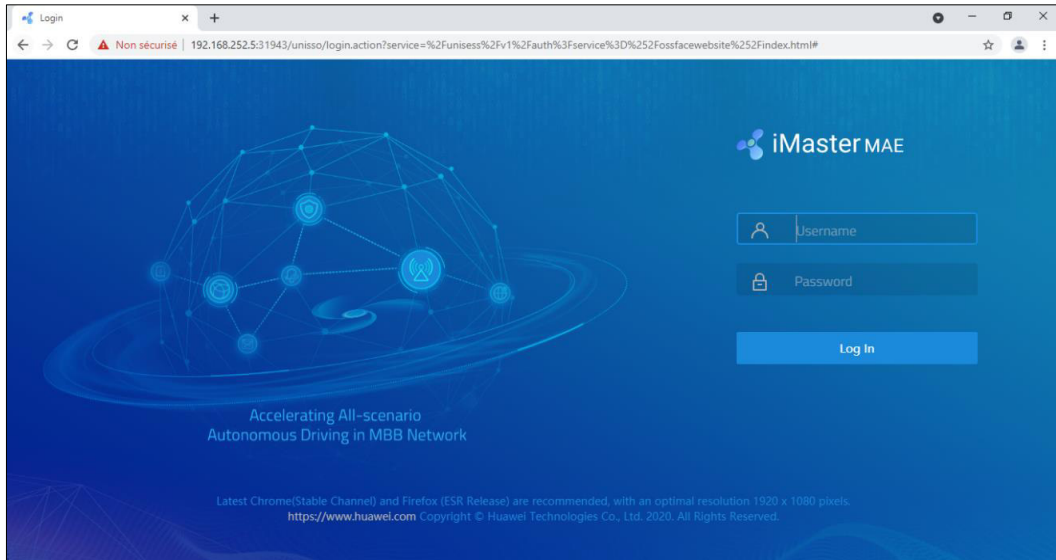 Login
Non sécurisé | 192.168.252.5:31943/unisso/login.action?service=%2Funisess%2Fv1%2Fauth%3Fservice%3D%252Fossfacewebsite%252Findex.html#
iMaster MAE
Username
Password
Log In
Accelerating All-scenario
Autonomous Driving in MBB Network
Latest Chrome(Stable Channel) and Firefox (ESR Release) are recommended, with an optimal resolution 1920 x 1080 pixels.
https://www.huawei.com Copyright © Huawei Technologies Co., Ltd. 2020. All Rights Reserved.